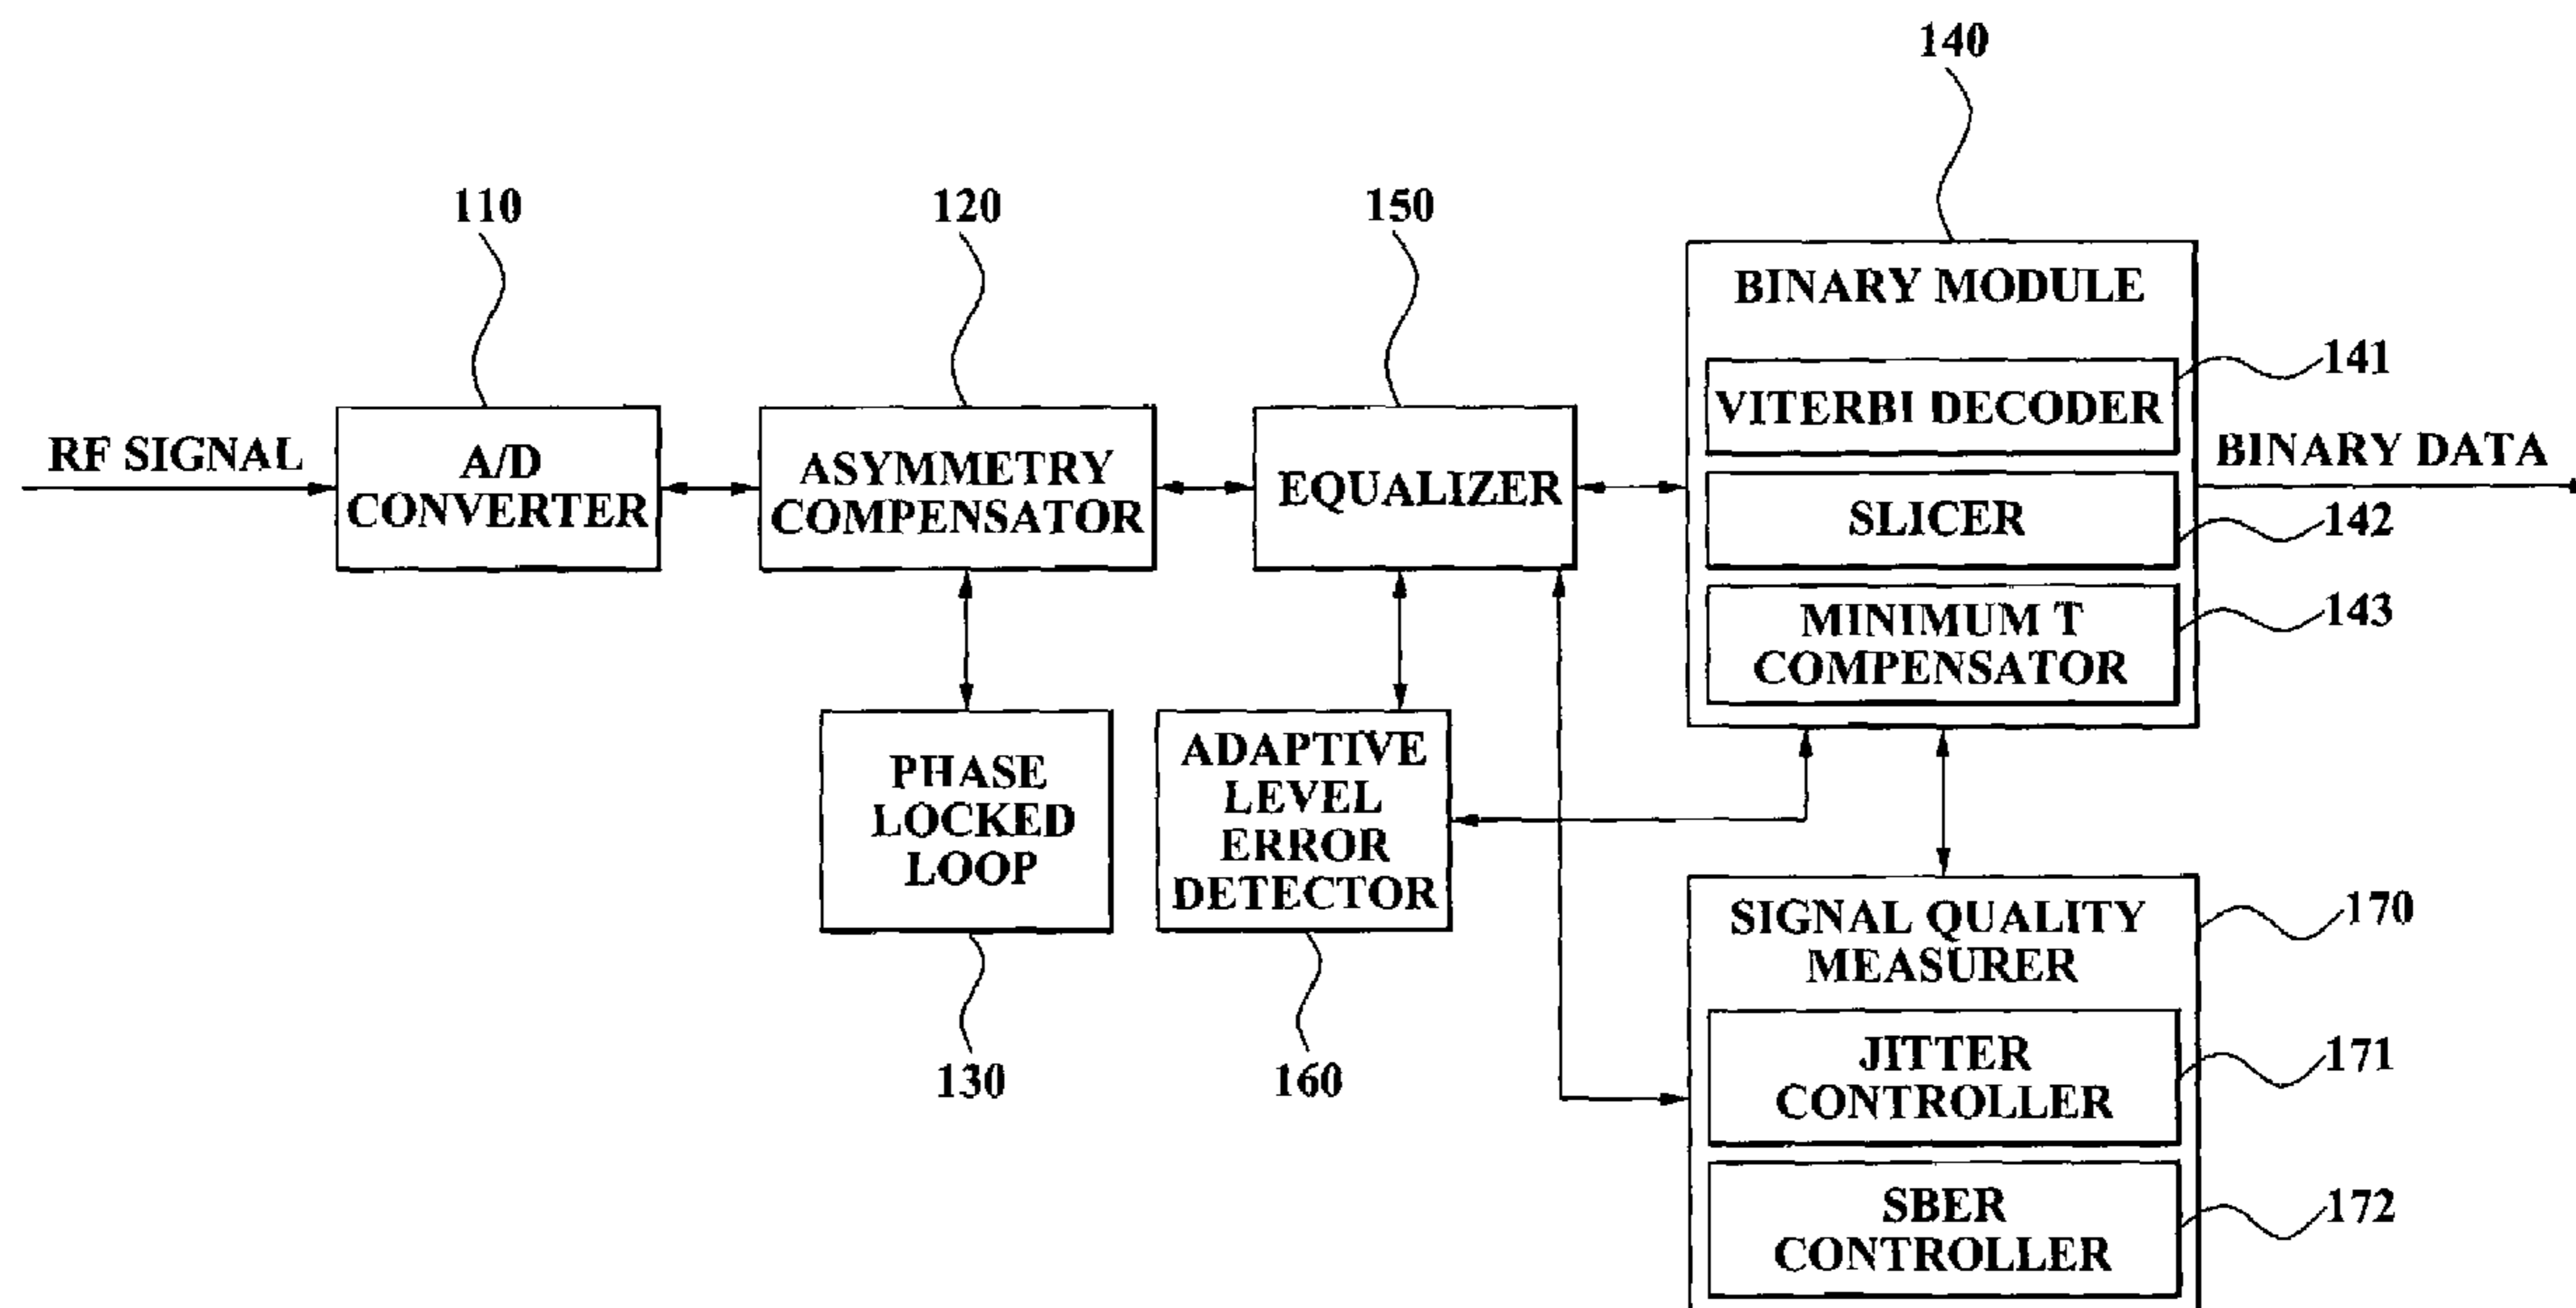 140
110
120
150
BINARY MODULE
141
VITERBI DECODER
RF SIGNAL
A/D
CONVERTER
ASYMMETRY
COMPENSATOR
EQUALIZER
BINARY DATA
SLICER
142
MINIMUM T
COMPENSATOR
143
PHASE
LOCKED
LOOP
ADAPTIVE
LEVEL
ERROR
DETECTOR
SIGNAL QUALITY
MEASURER
170
130
160
JITTER
CONTROLLER
171
SBER
CONTROLLER
172